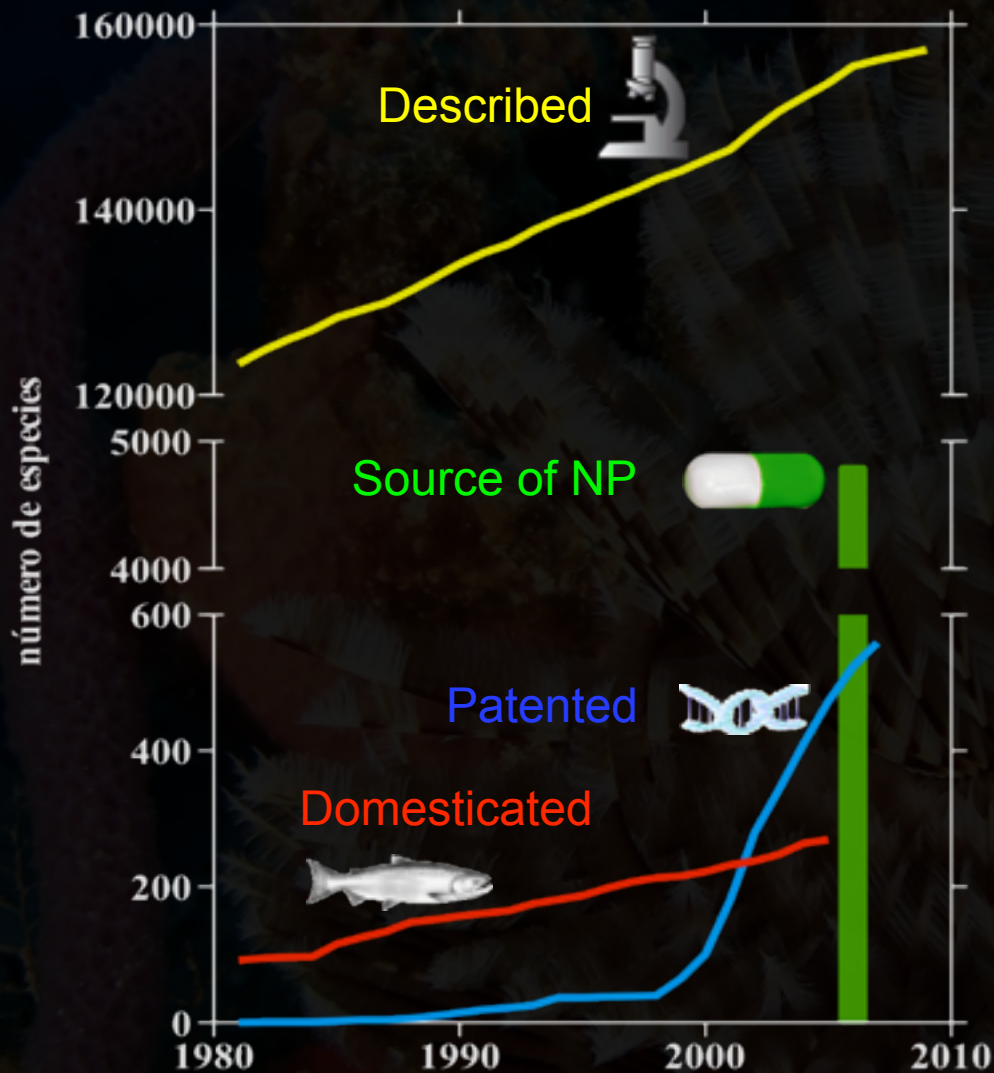 160000
Described
140000
120000
número de especies
5000
Source of NP
4000
600
Patented
400
Domesticated
200
0
1980 1990 2000 2010